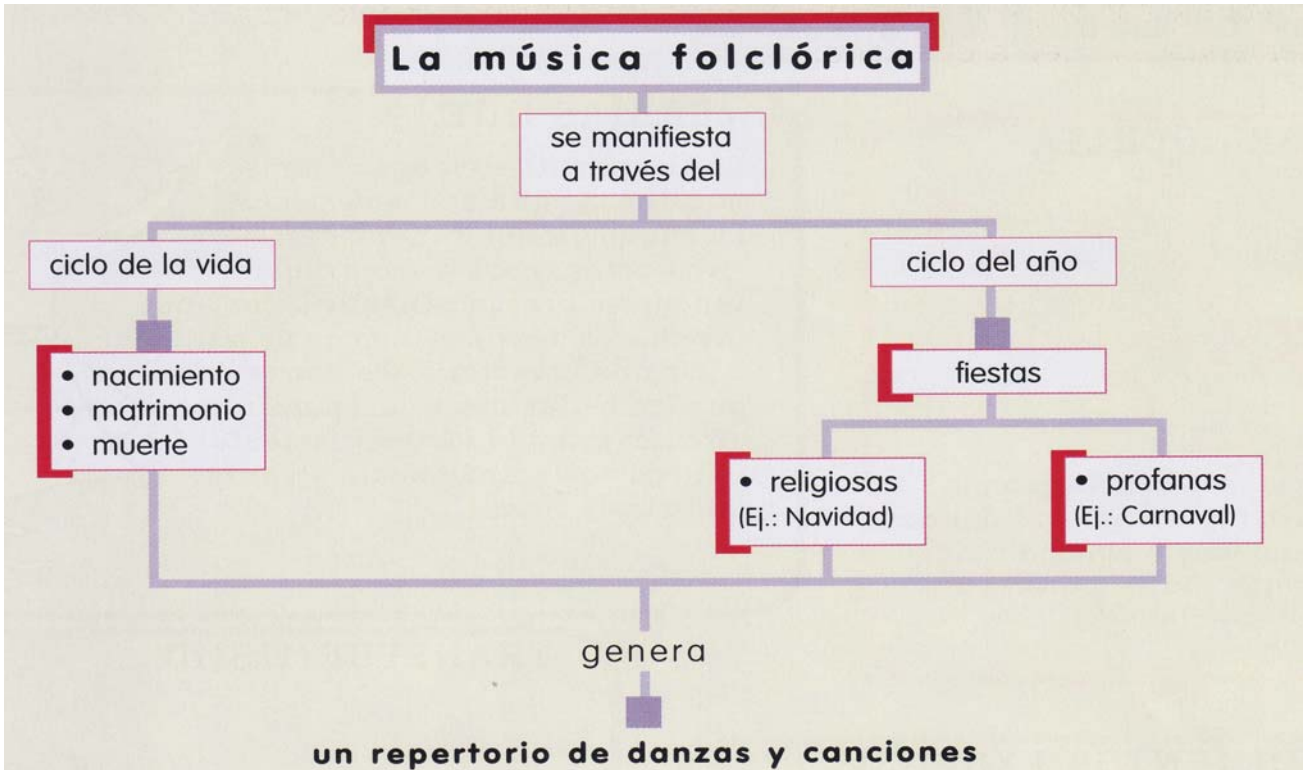 La música folclórica
se manifiesta
a través del
ciclo de la vida
ciclo del año
• nacimiento
• matrimonio
• muerte
fiestas
• religiosas
(Ej.: Navidad)
• profanas
(Ej.: Carnaval)
genera
un repertorio de danzas y canciones